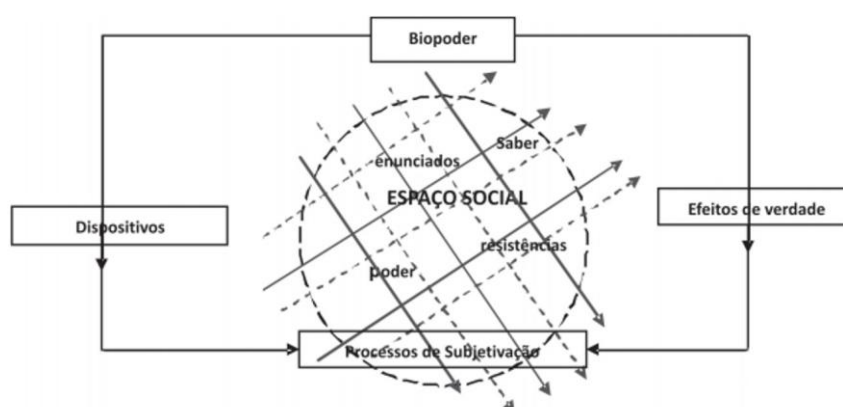 Biopoder
Saber
enunciados
ESPAÇO SOCIAL
Efeitos de verdade
Dispositivos
resistências
poder
Processos de Subjetivação